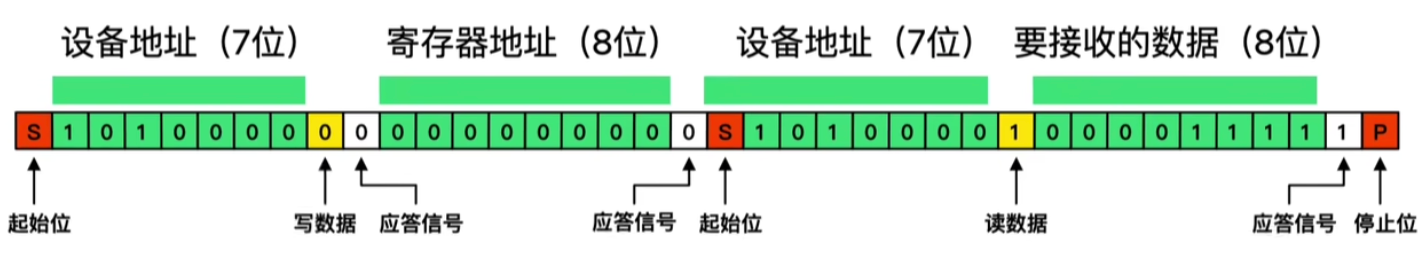 设备地址（7位） 寄存器地址（8位） 设备地址（7位） 要接收的数据（8位）
S 1 0 1 0 0 0 0 0 0 0 0 0 0 0 0 0 0 0 S 1 0 1 0 0 0 0 1 0 0 0 0 1 1 1 1 1 P
起始位 写数据 应答信号 应答信号 起始位 读数据 应答信号 停止位